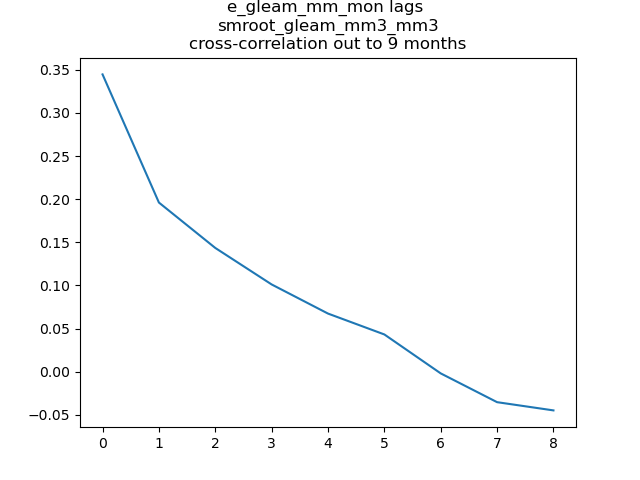 e_gleam_mm_mon lags
smroot_gleam_mm3_mm3
cross-correlation out to 9 months
0.35
0.30
0.25
0.20
0.15
0.10
0.05
0.00
−0.05
0 1 2 3 4 5 6 7 8